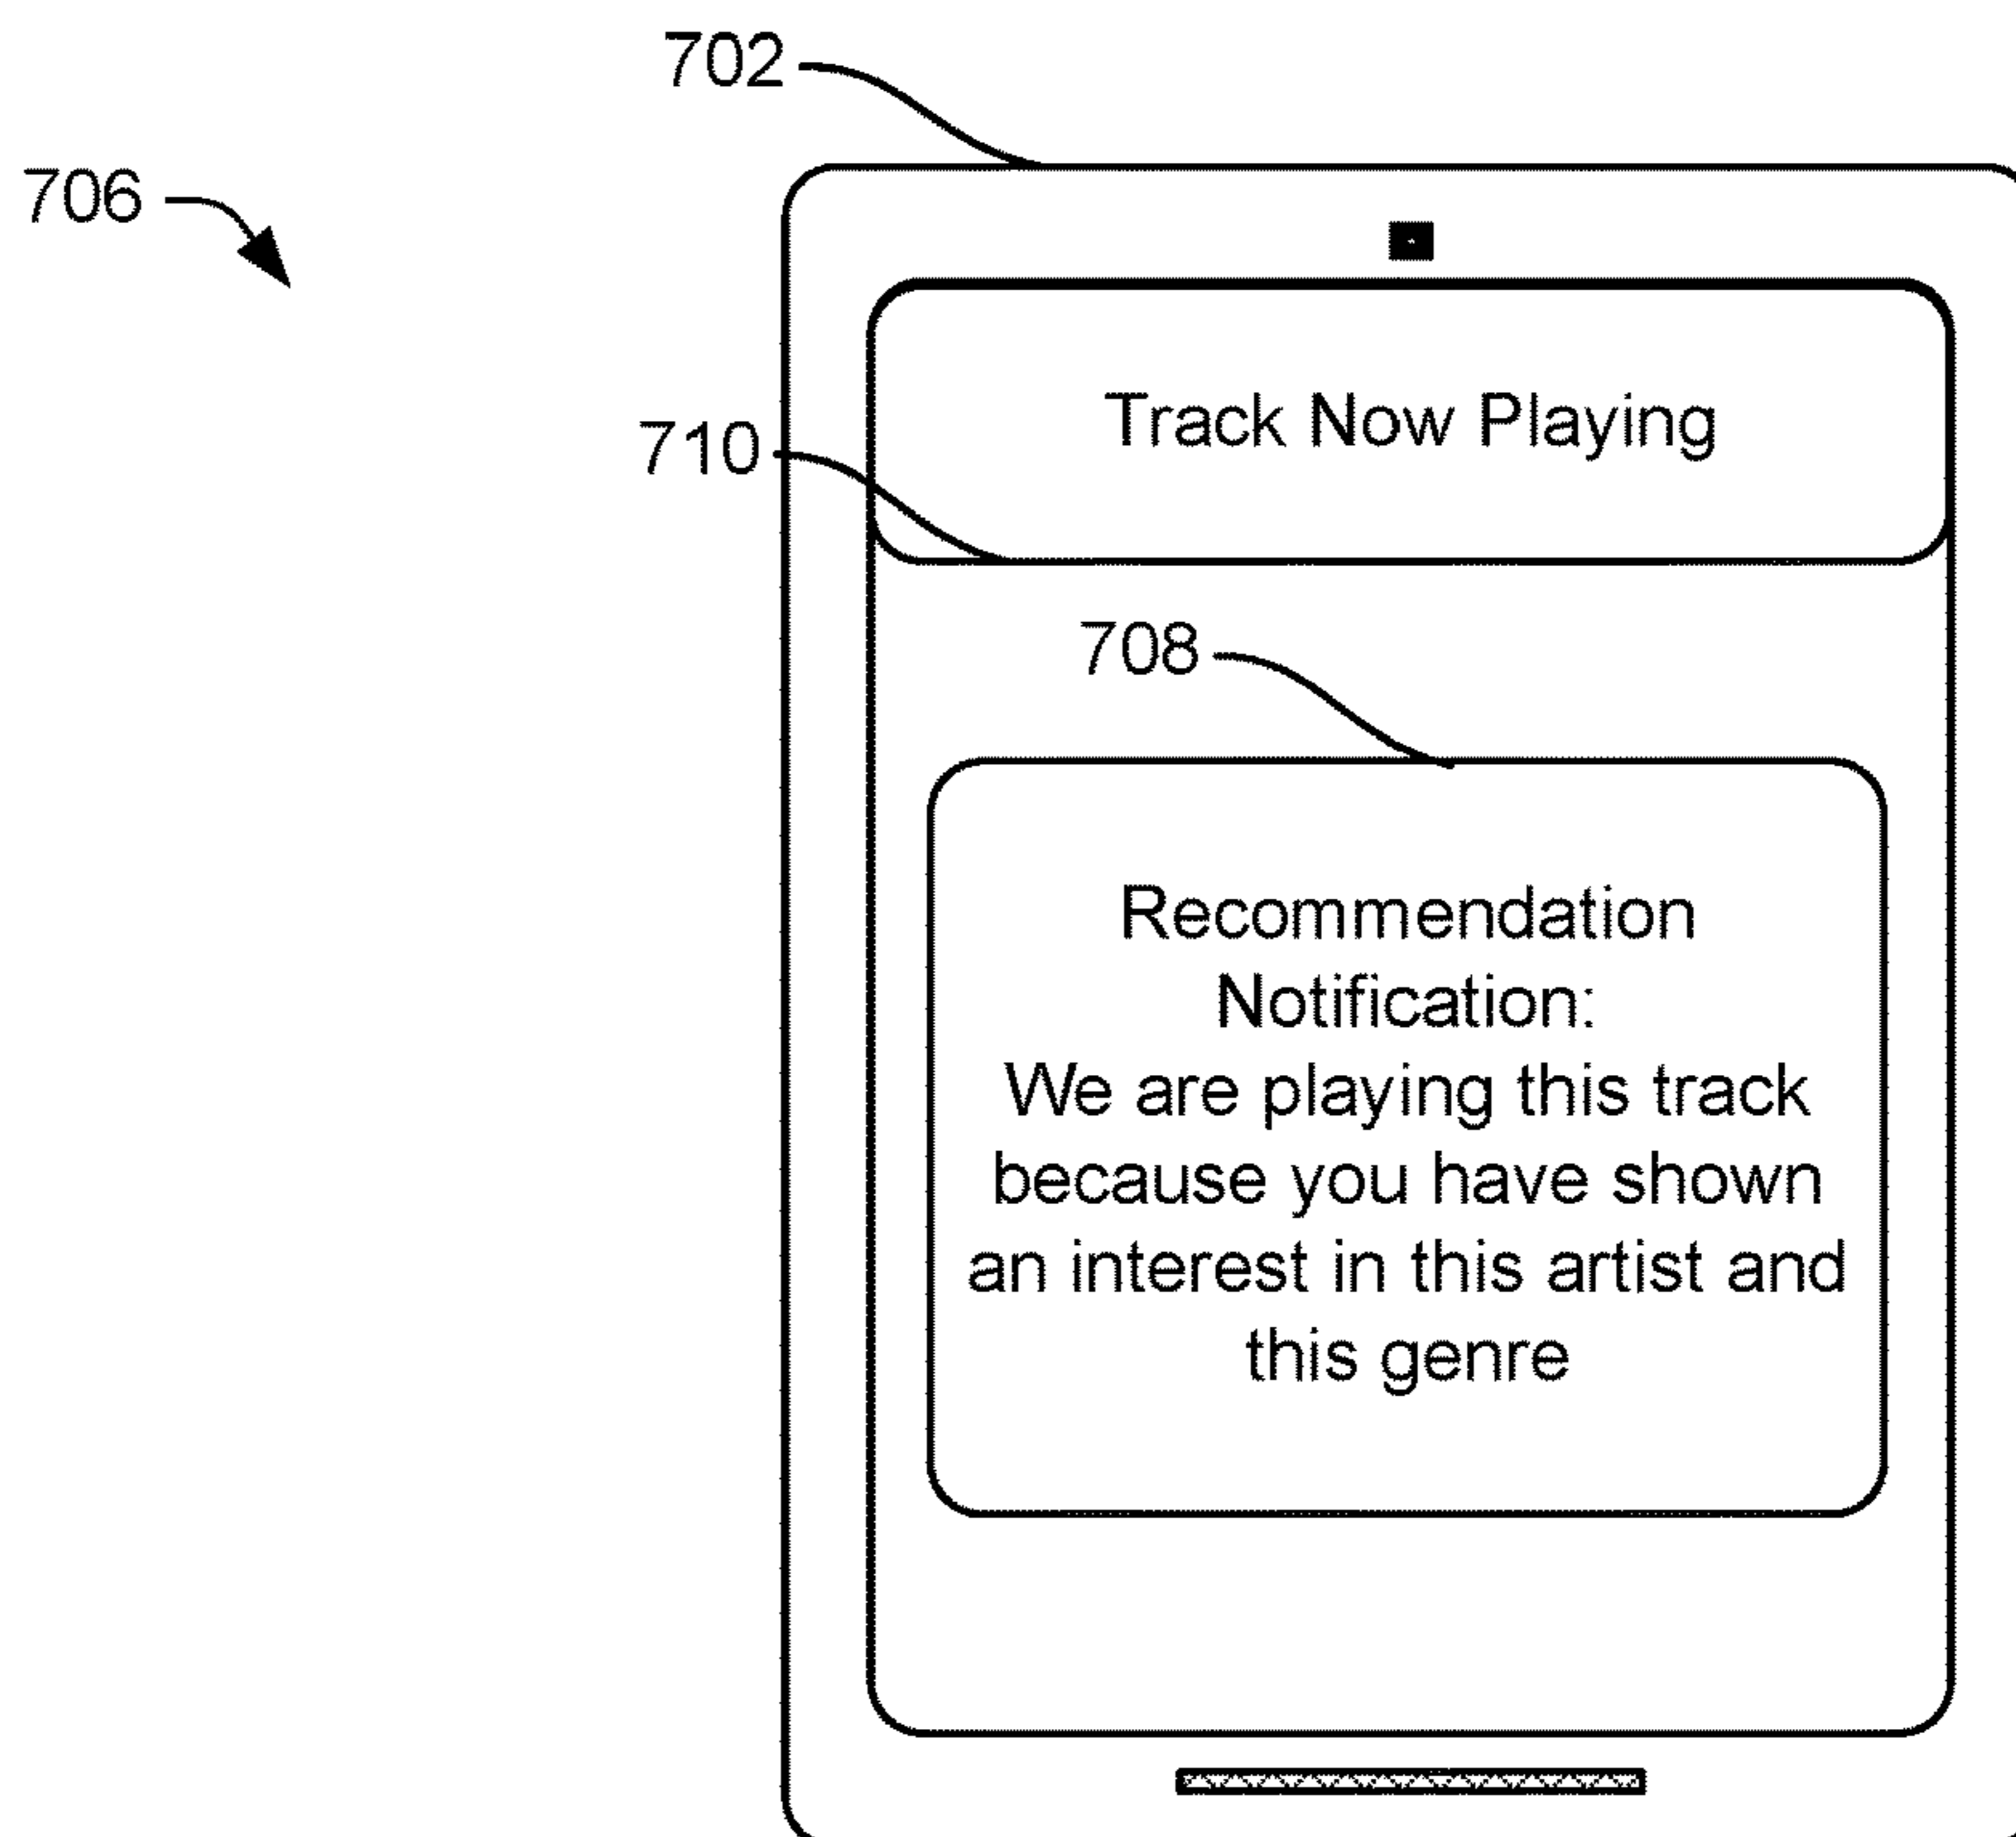 702
706
Track Now Playing
710
708
Recommendation
Notification:
We are playing this track
because you have shown
an interest in this artist and
this genre